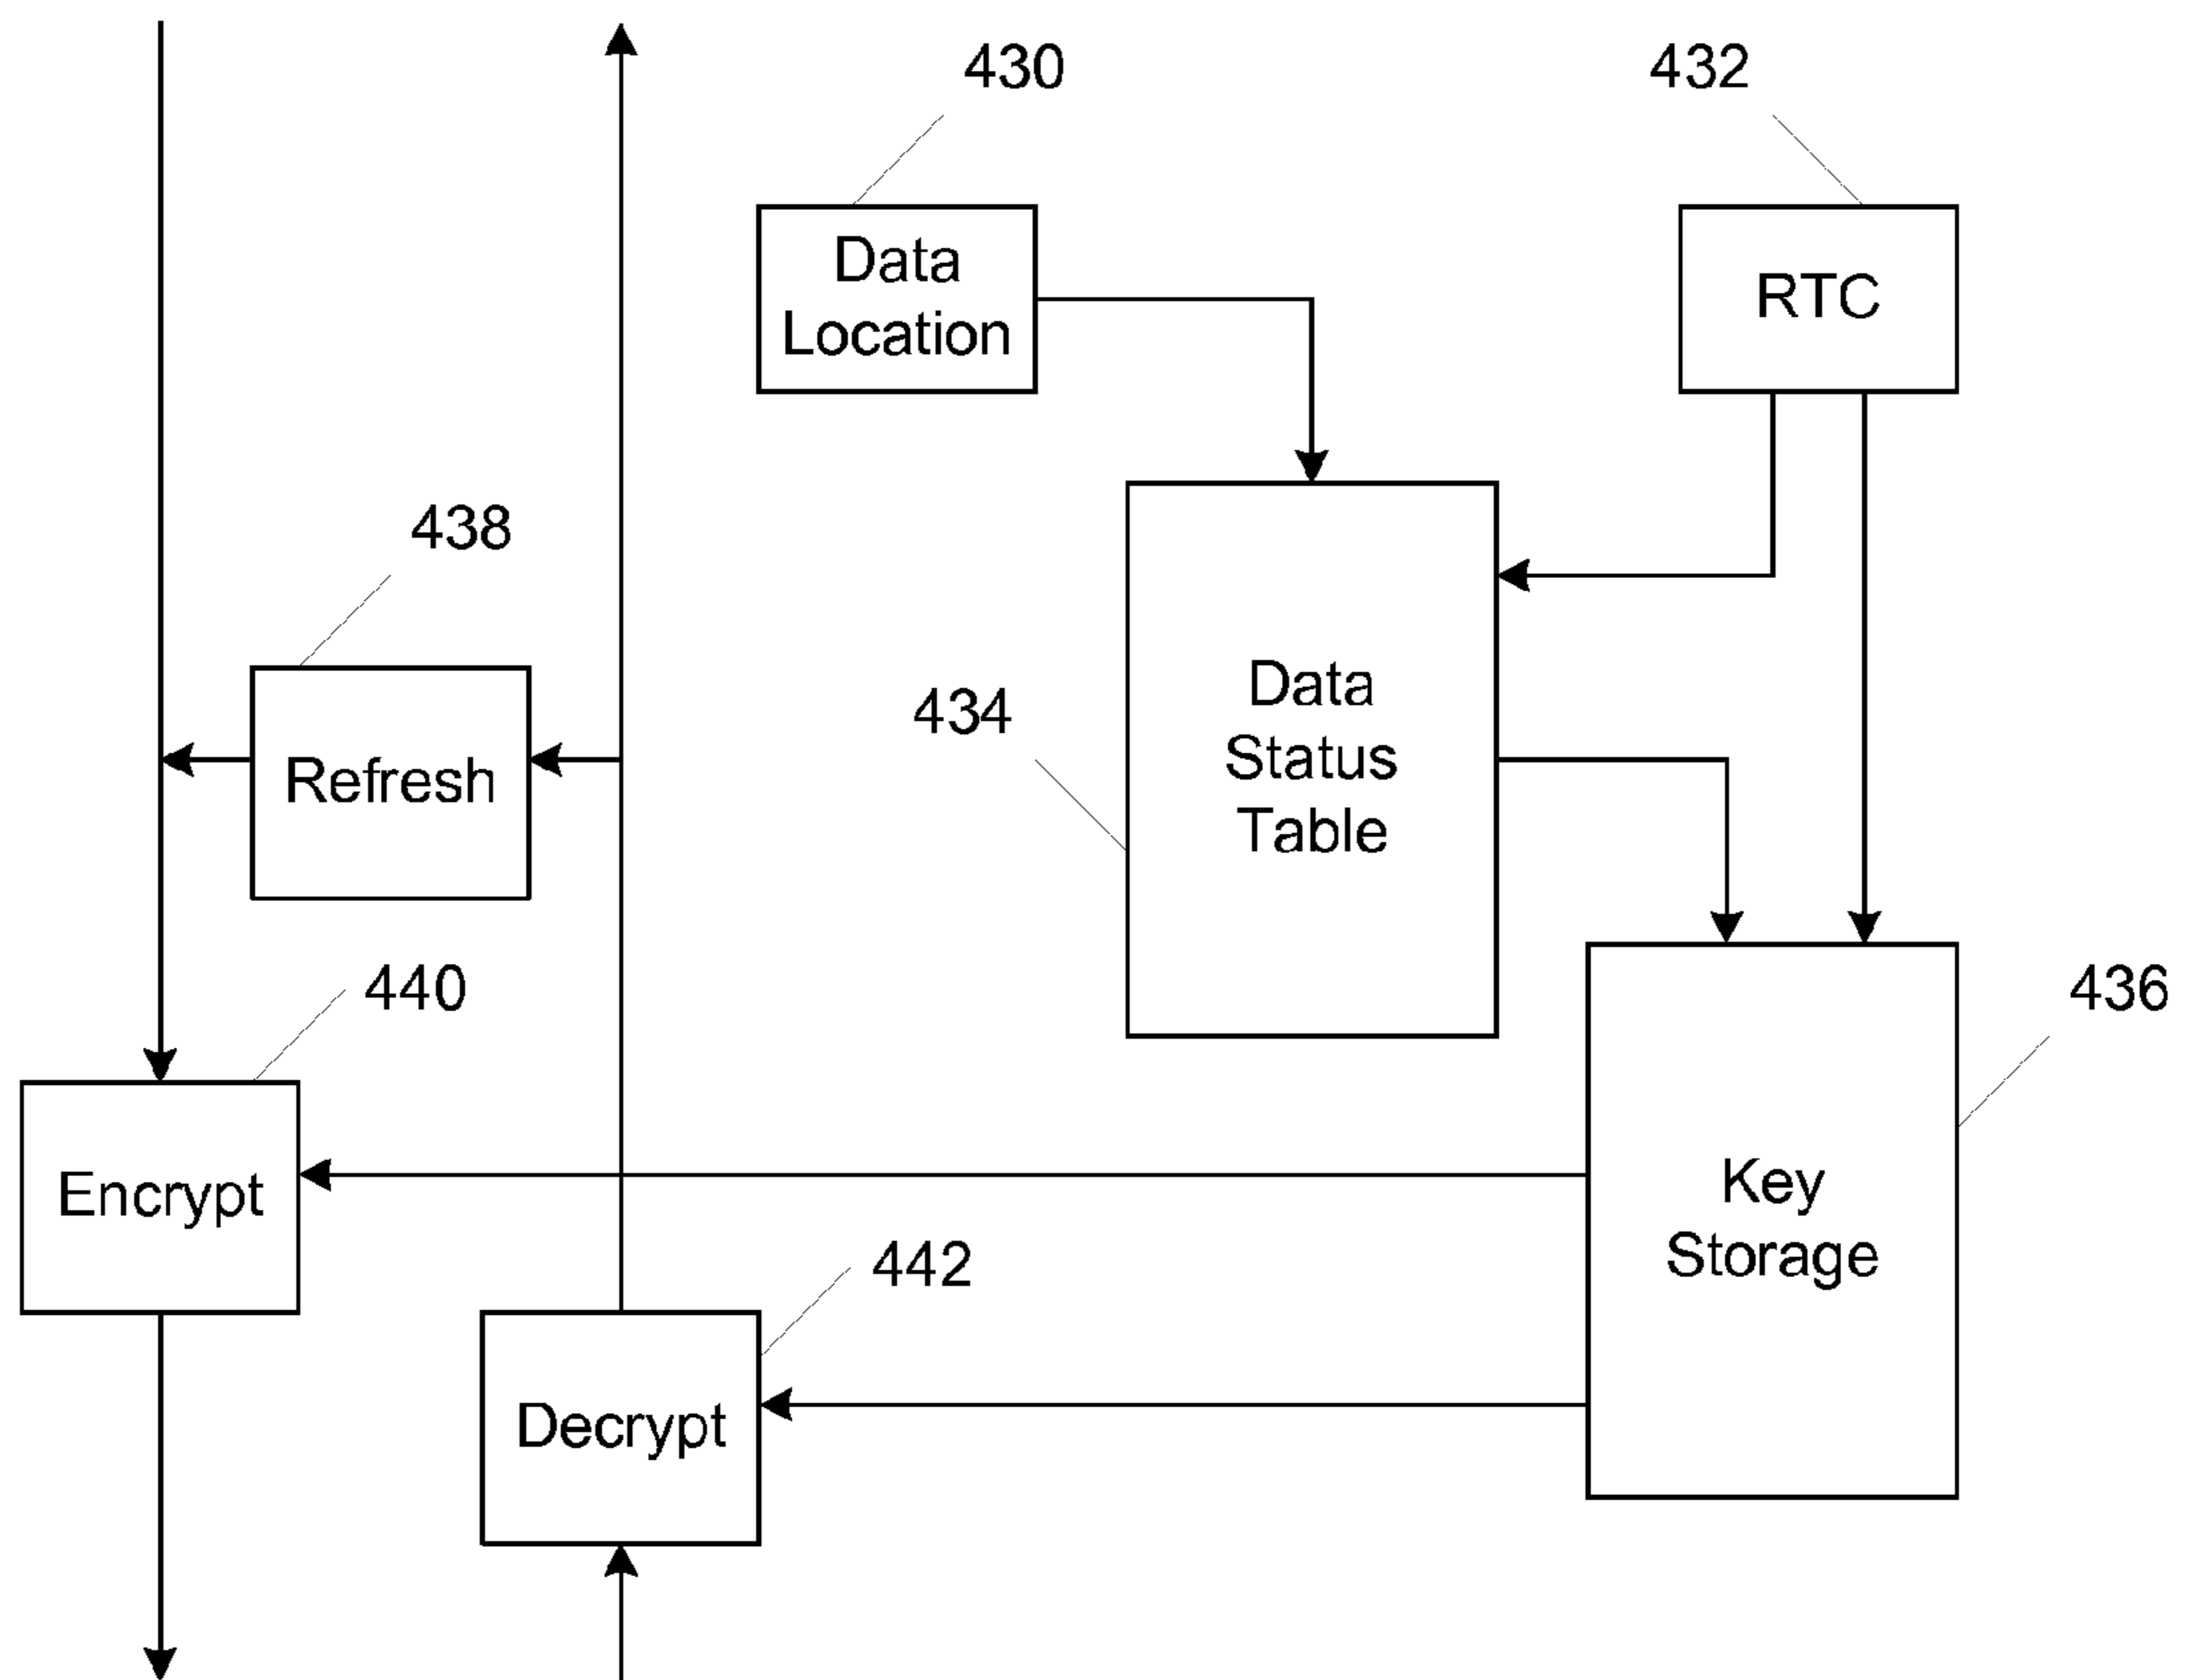 430
432
Data
Location
RTC
438
434
Data
Status
Table
Refresh
440
436
Encrypt
Key
Storage
442
Decrypt